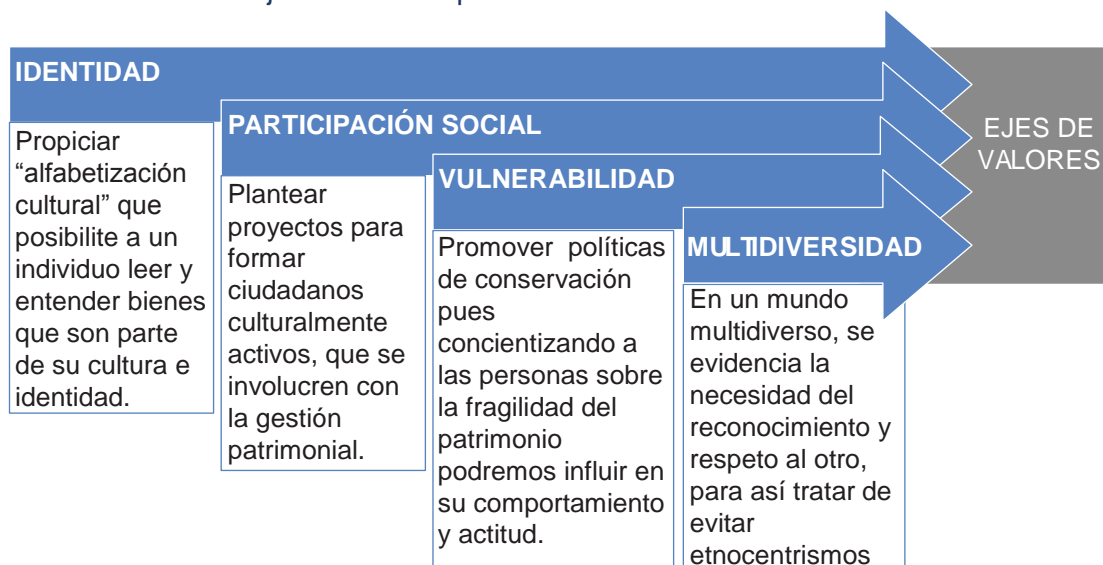 IDENTIDAD
Propiciar
“alfabetización
cultural” que
posibilite a un
individuo leer y
entender bienes
que son parte
de su cultura e
identidad.
PARTICIPACIÓN SOCIAL
Plantear
proyectos para
formar
ciudadanos
culturalmente
activos, que se
involucren con
la gestión
patrimonial.
VULNERABILIDAD
Promover políticas
de conservación
pues
concientizando a
las personas sobre
la fragilidad del
patrimonio
podremos influir en
su comportamiento
y actitud.
MULTIDIVERSIDAD
En un mundo
multidiverso, se
evidencia la
necesidad del
reconocimiento y
respeto al otro,
para así tratar de
evitar
etnocentrismos
EJES DE
VALORES